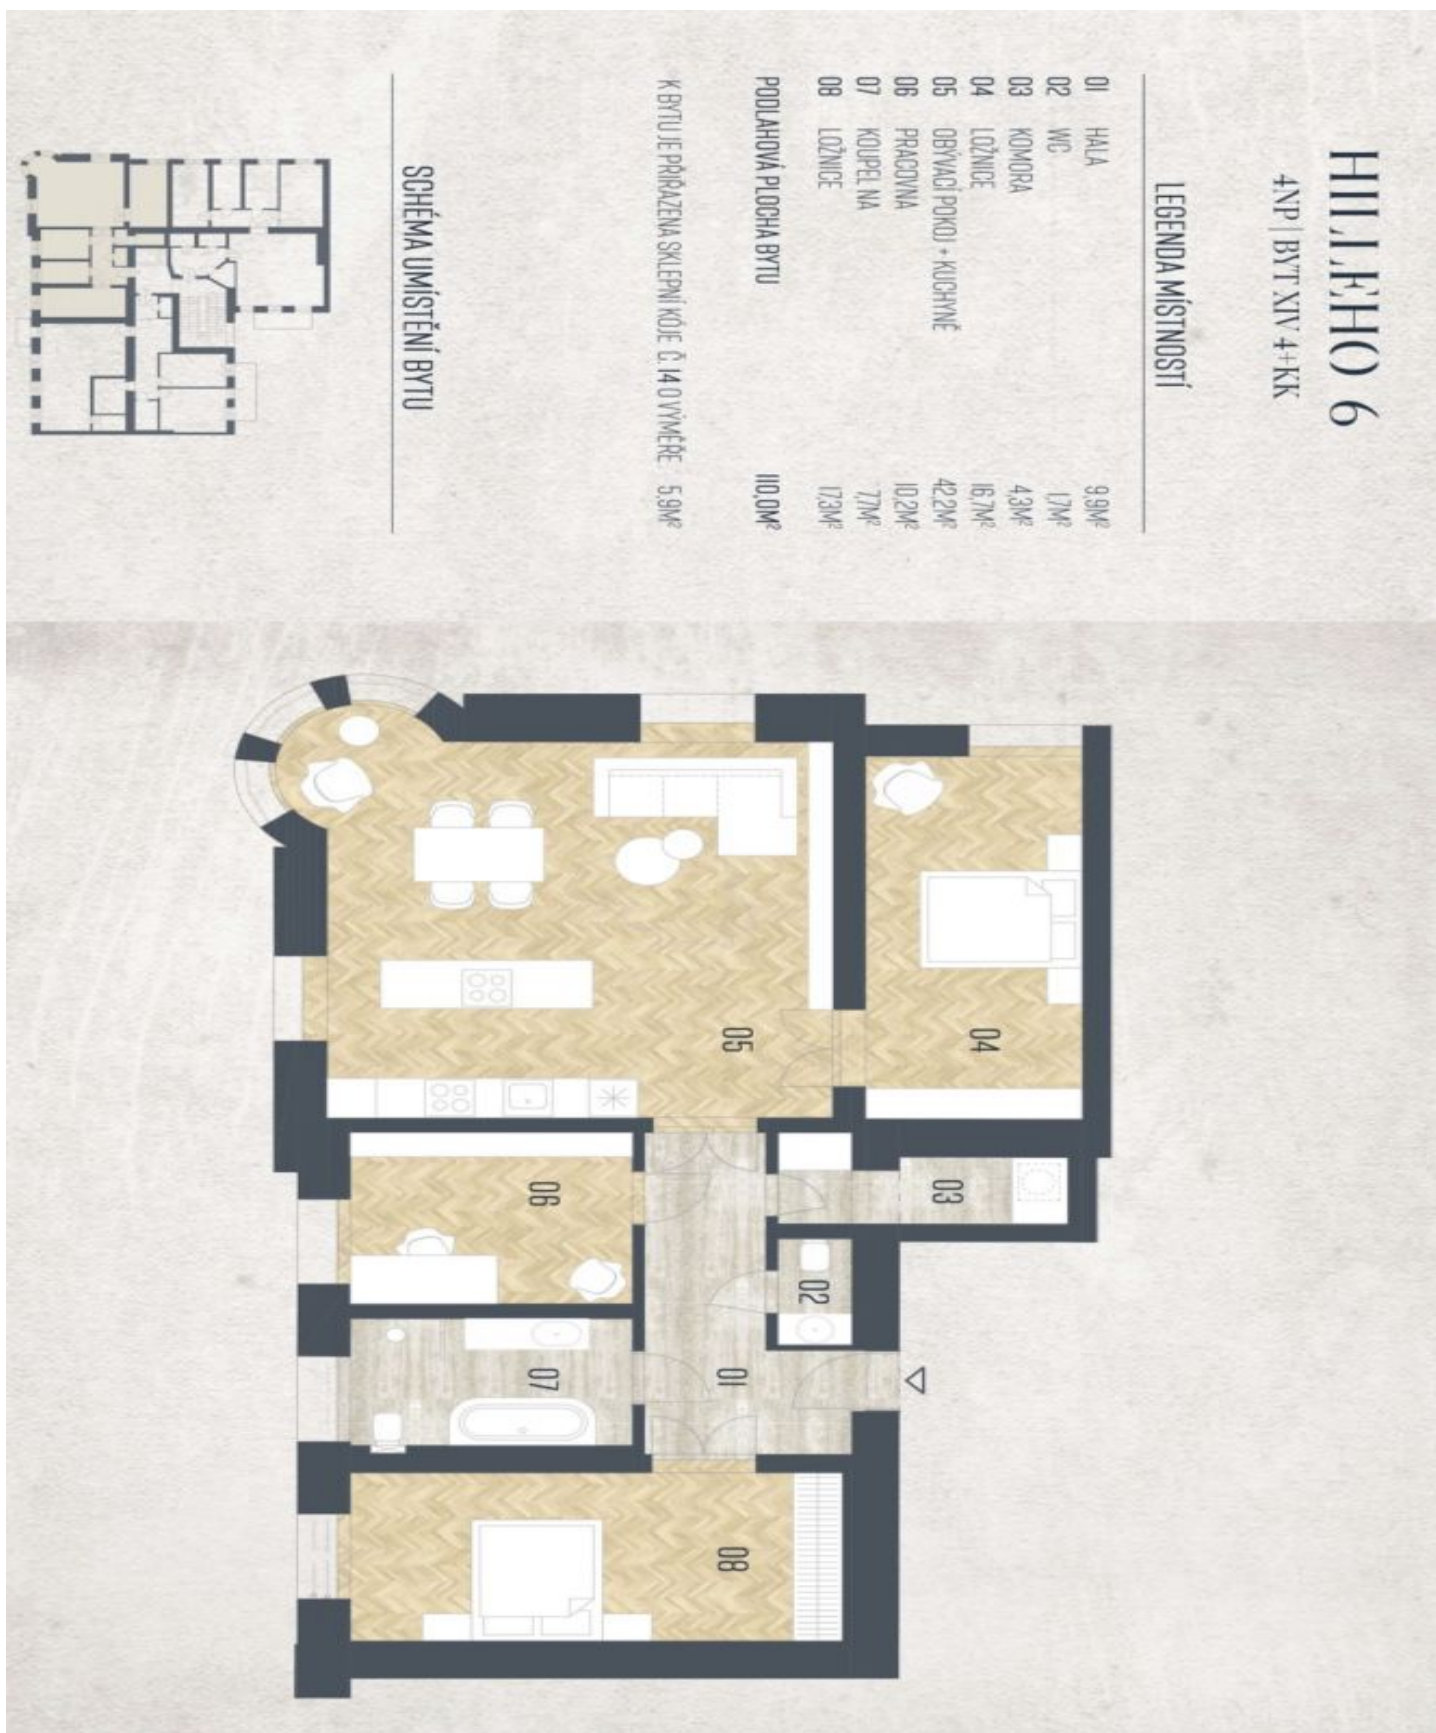 HILLEHO 6
4NP | BYT XIV 4+KK
LEGENDA MÍSTNOSTÍ
01 HALA 9,9M²
02 WC 1,7M²
03 KOMORA 4,3M²
04 LOŽNICE 16,7M²
05 OBÝVACÍ POKOJ + KUCHYNĚ 42,2M²
06 PRACOVNA 10,2M²
07 KOUPELNA 7,7M²
08 LOŽNICE 17,3M²
PODLAHOVÁ PLOCHA BYTU 110,0M²
K BYTU JE PŘIŘAZENA SKLEPNÍ KÓJE Č. 14 O VÝMĚŘE 5,9M²
SCHÉMA UMÍSTĚNÍ BYTU
04
03
02
05
01
06
07
08